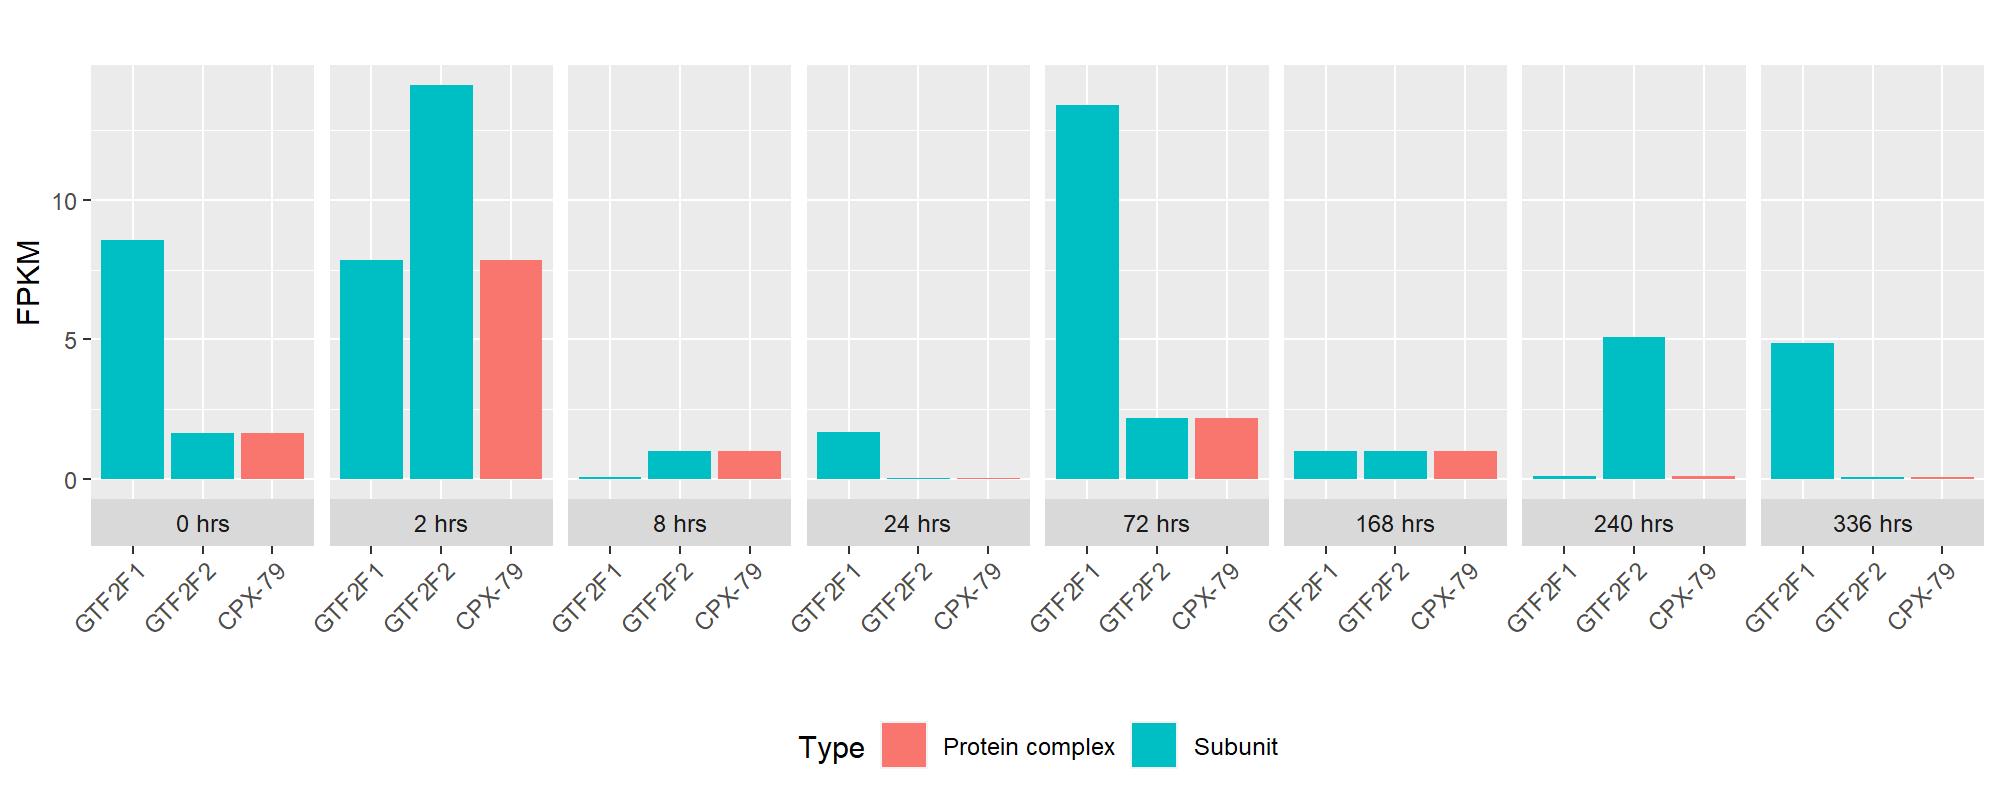 FPKM
10
5
0
0 hrs 2 hrs 8 hrs 24 hrs 72 hrs 168 hrs 240 hrs 336 hrs
GTF2F1 GTF2F2 CPX-79 GTF2F1 GTF2F2 CPX-79 GTF2F1 GTF2F2 CPX-79 GTF2F1 GTF2F2 CPX-79 GTF2F1 GTF2F2 CPX-79 GTF2F1 GTF2F2 CPX-79 GTF2F1 GTF2F2 CPX-79 GTF2F1 GTF2F2 CPX-79
Type Protein complex Subunit